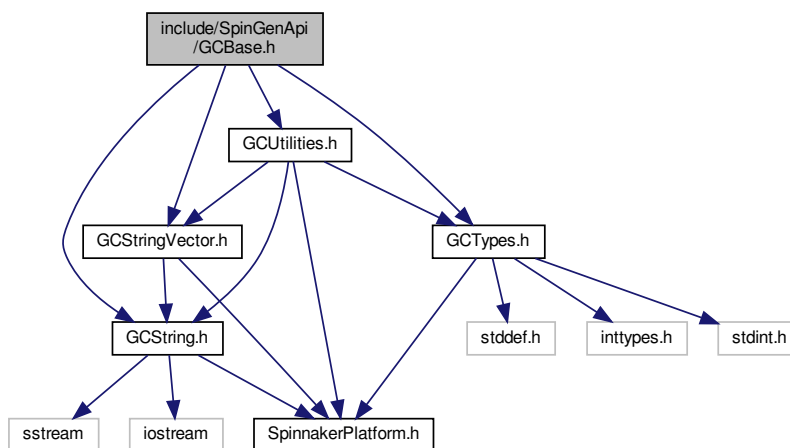 include/SpinGenApi
/GCBase.h
GCUtilities.h
GCStringVector.h
GCTypes.h
GCString.h
stddef.h
inttypes.h
stdint.h
sstream
iostream
SpinnakerPlatform.h